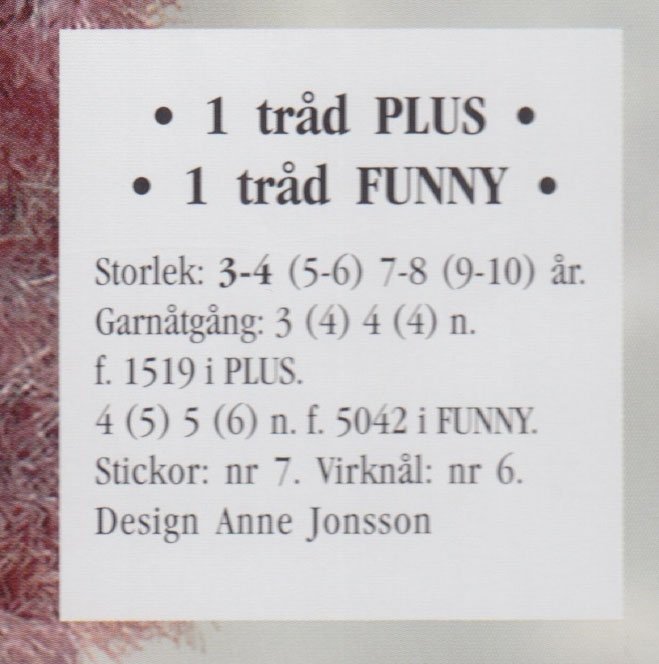 • 1 tråd PLUS •
• 1 tråd FUNNY •
Storlek: 3-4 (5-6) 7-8 (9-10) år.
Garnåtgång: 3 (4) 4 (4) n.
f. 1519 i PLUS.
4 (5) 5 (6) n. f. 5042 i FUNNY.
Stickor: nr 7. Virknål: nr 6.
Design Anne Jonsson